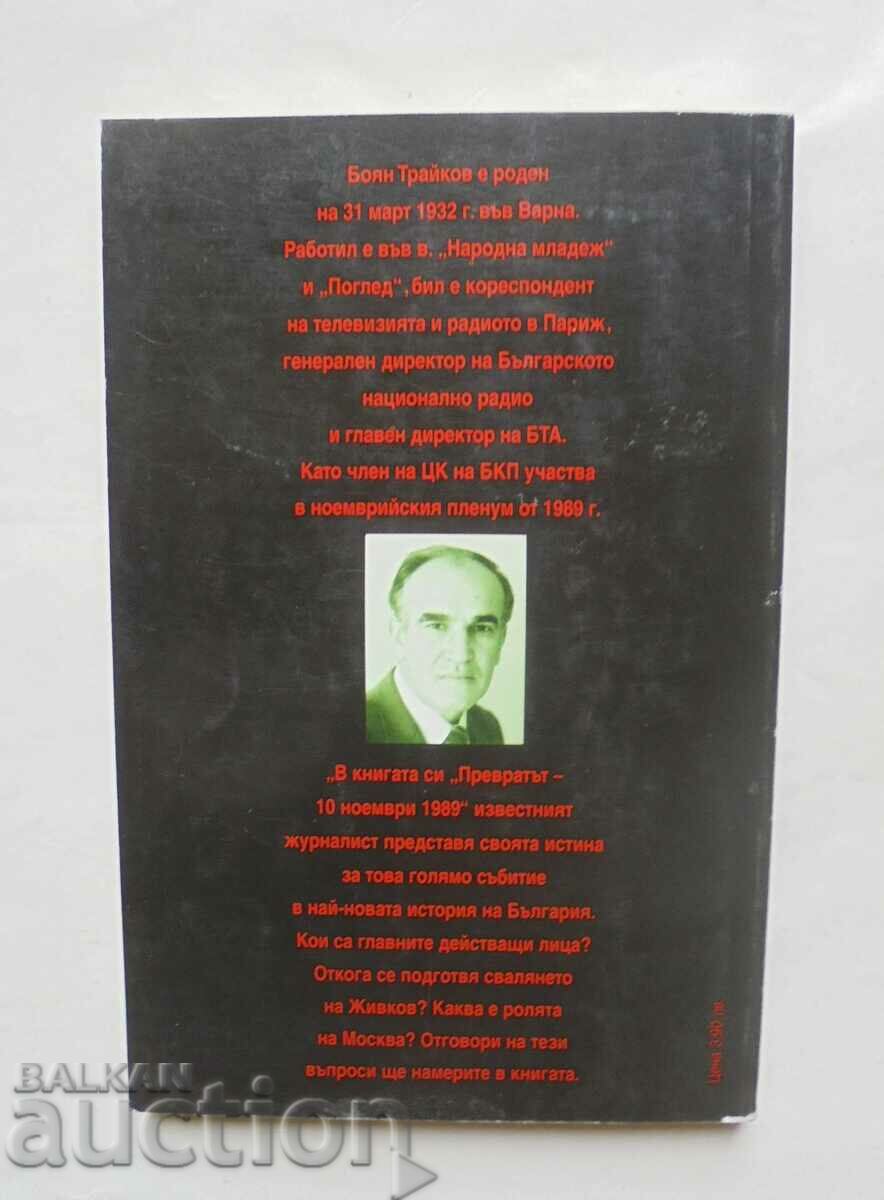 Боян Трайков е роден
на 31 март 1932 г. във Варна.
Работил е във в. „Народна младеж“
и „Поглед“, бил е кореспондент
на телевизията и радиото в Париж,
генерален директор на Българското
национално радио
и главен директор на БТА.
Като член на ЦК на БКП участва
в ноемврийския пленум от 1989 г.
„В книгата си „Превратът –
10 ноември 1989“ известният
журналист представя своята истина
за това голямо събитие
в най-новата история на България.
Кои са главните действащи лица?
Откога се подготвя свалянето
на Живков? Каква е ролята
на Москва? Отговори на тези
въпроси ще намерите в книгата.
Цена 3.90 лв.
BALKAN
auction